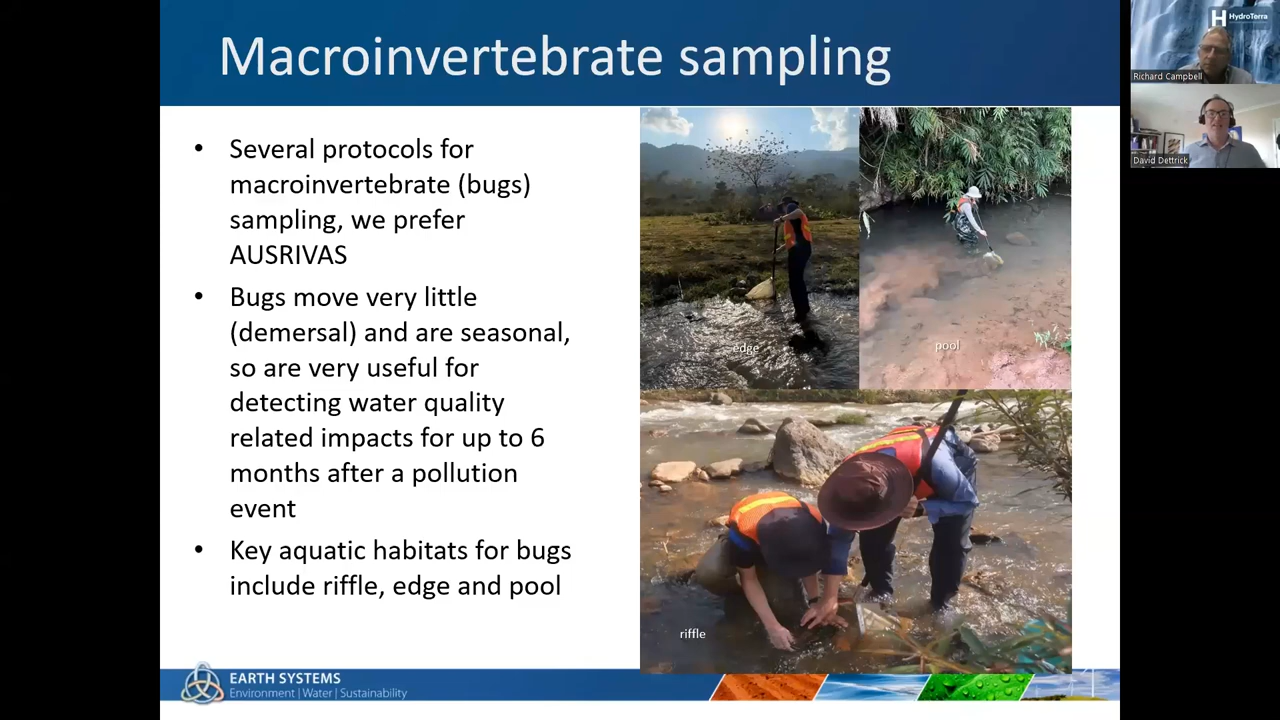 Macroinvertebrate sampling
• Several protocols for
macroinvertebrate (bugs)
sampling, we prefer
AUSRIVAS
• Bugs move very little
(demersal) and are seasonal,
so are very useful for
detecting water quality
related impacts for up to 6
months after a pollution
event
• Key aquatic habitats for bugs
include riffle, edge and pool
edge
pool
riffle
EARTH SYSTEMS
Environment | Water | Sustainability
HydroTerra
Richard Campbell
David Dettrick